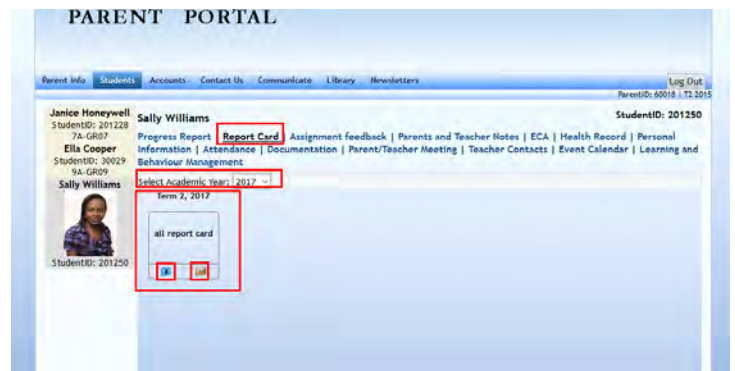 PARENT PORTAL
Parent Info Students Accounts Contact Us Communicate Library Newsletters Log Out
ParentID: 60018 | T2 2015
Janice Honeywell
StudentID: 201228
7A-GR07
Ella Cooper
StudentID: 30029
9A-GR09
Sally Williams
StudentID: 201250
Sally Williams StudentID: 201250
Progress Report | Report Card | Assignment feedback | Parents and Teacher Notes | ECA | Health Record | Personal
Information | Attendance | Documentation | Parent/Teacher Meeting | Teacher Contacts | Event Calendar | Learning and
Behaviour Management
Select Academic Year: 2017
Term 2, 2017
all report card